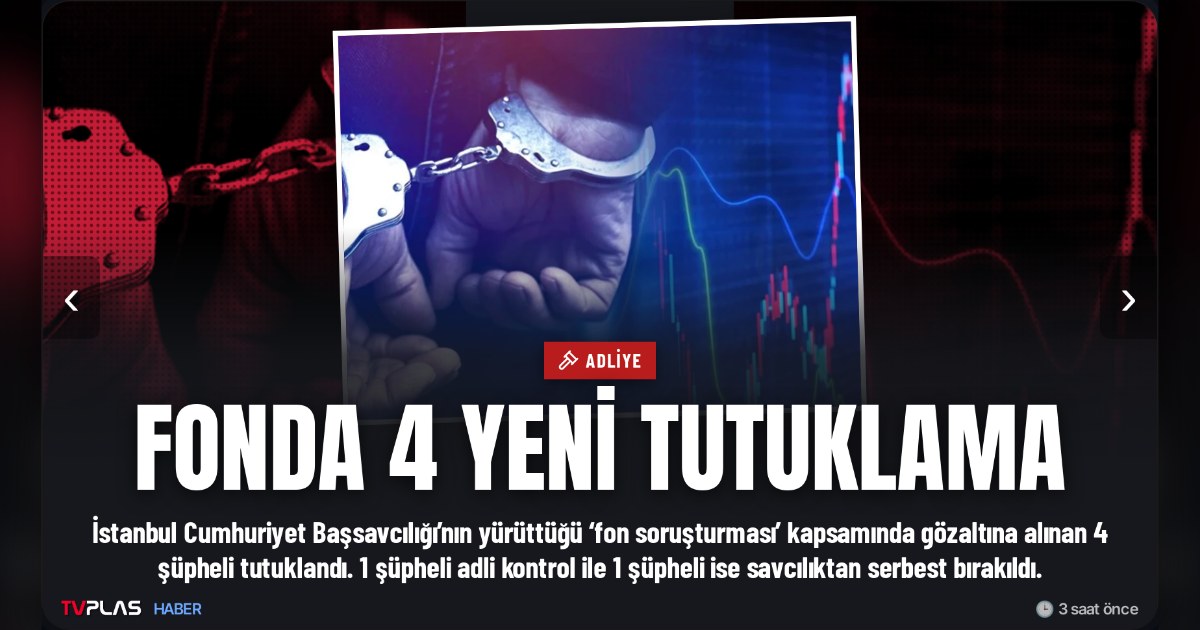 ADLİYE
FONDA 4 YENİ TUTUKLAMA
İstanbul Cumhuriyet Başsavcılığı’nın yürüttüğü ‘fon soruşturması’ kapsamında gözaltına alınan 4
şüpheli tutuklandı. 1 şüpheli adli kontrol ile 1 şüpheli ise savcılıktan serbest bırakıldı.
TVPLAS HABER
3 saat önce